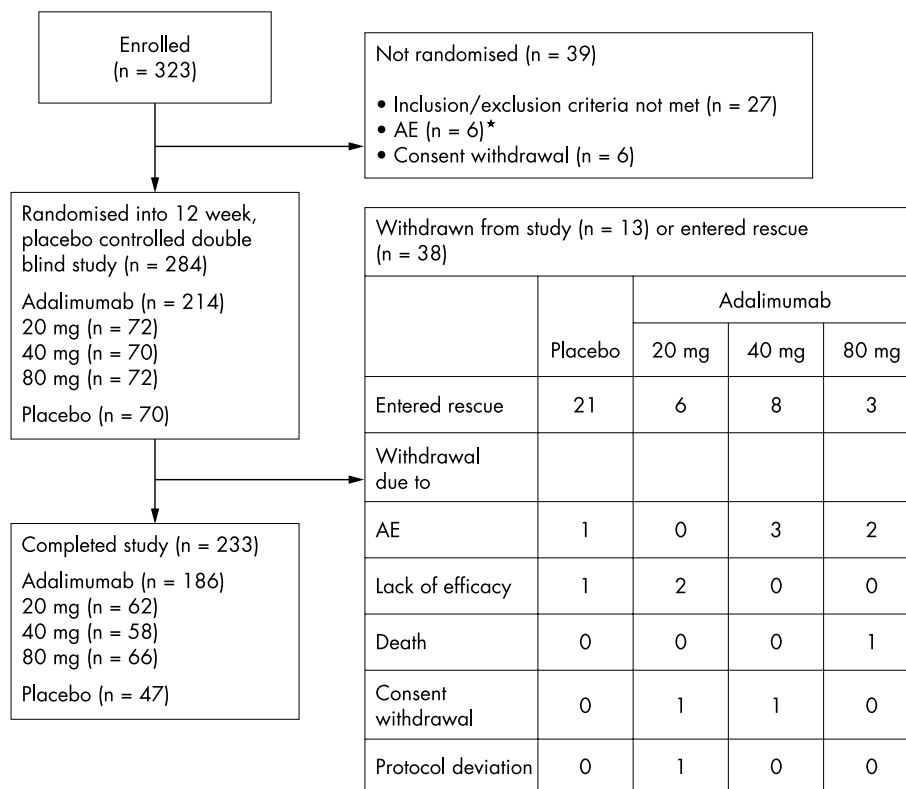 Enrolled
(n = 323)
Not randomised (n = 39)
• Inclusion/exclusion criteria not met (n = 27)
• AE (n = 6)*
• Consent withdrawal (n = 6)
Randomised into 12 week,
placebo controlled double
blind study (n = 284)
Adalimumab (n = 214)
20 mg (n = 72)
40 mg (n = 70)
80 mg (n = 72)
Placebo (n = 70)
Withdrawn from study (n = 13) or entered rescue
(n = 38)
Adalimumab
Placebo 20 mg 40 mg 80 mg
Entered rescue 21 6 8 3
Withdrawal
due to
AE 1 0 3 2
Lack of efficacy 1 2 0 0
Death 0 0 0 1
Consent
withdrawal 0 1 1 0
Protocol deviation 0 1 0 0
Completed study (n = 233)
Adalimumab (n = 186)
20 mg (n = 62)
40 mg (n = 58)
80 mg (n = 66)
Placebo (n = 47)